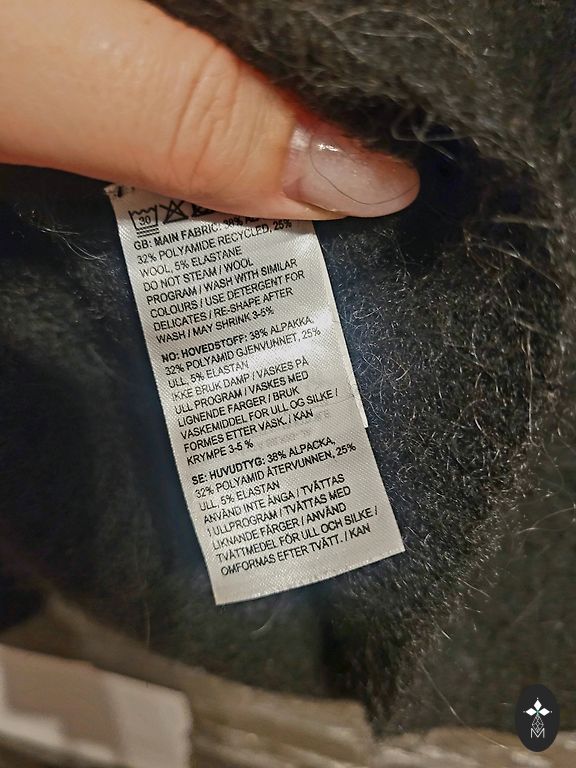 30
GB: MAIN FABRIC: 38%
32% POLYAMIDE RECYCLED, 25%
WOOL, 5% ELASTANE
DO NOT STEAM / WOOL
PROGRAM / WASH WITH SIMILAR
COLOURS / USE DETERGENT FOR
DELICATES / RE-SHAPE AFTER
WASH / MAY SHRINK 3-5%
NO: HOVEDSTOFF: 38% ALPAKKA,
32% POLYAMID GJENVUNNET, 25%
ULL, 5% ELASTAN
IKKE BRUK DAMP / VASKES PÅ
ULL PROGRAM / VASKES MED
LIGNENDE FARGER / BRUK
VASKEMIDDEL FOR ULL OG SILKE /
FORMES ETTER VASK, / KAN
KRYMPE 3-5 %
SE: HUVUDTYG: 38% ALPACKA,
32% POLYAMID ÅTERVUNNEN, 25%
ULL, 5% ELASTAN
ANVÄND INTE ÅNGA / TVÄTTAS
I ULLPROGRAM / TVÄTTAS MED
LIKNANDE FÄRGER / ANVÄND
TVÄTTMEDEL FÖR ULL OCH SILKE /
OMFORMAS EFTER TVÄTT. / KAN
M